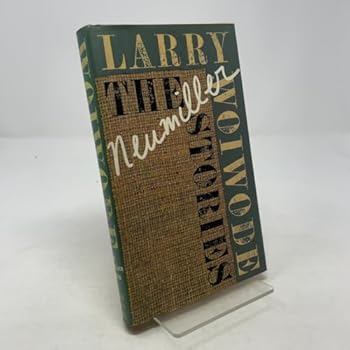 LARRY
WOIWODE
THE
Neumiller
STORIES
WOIWODE